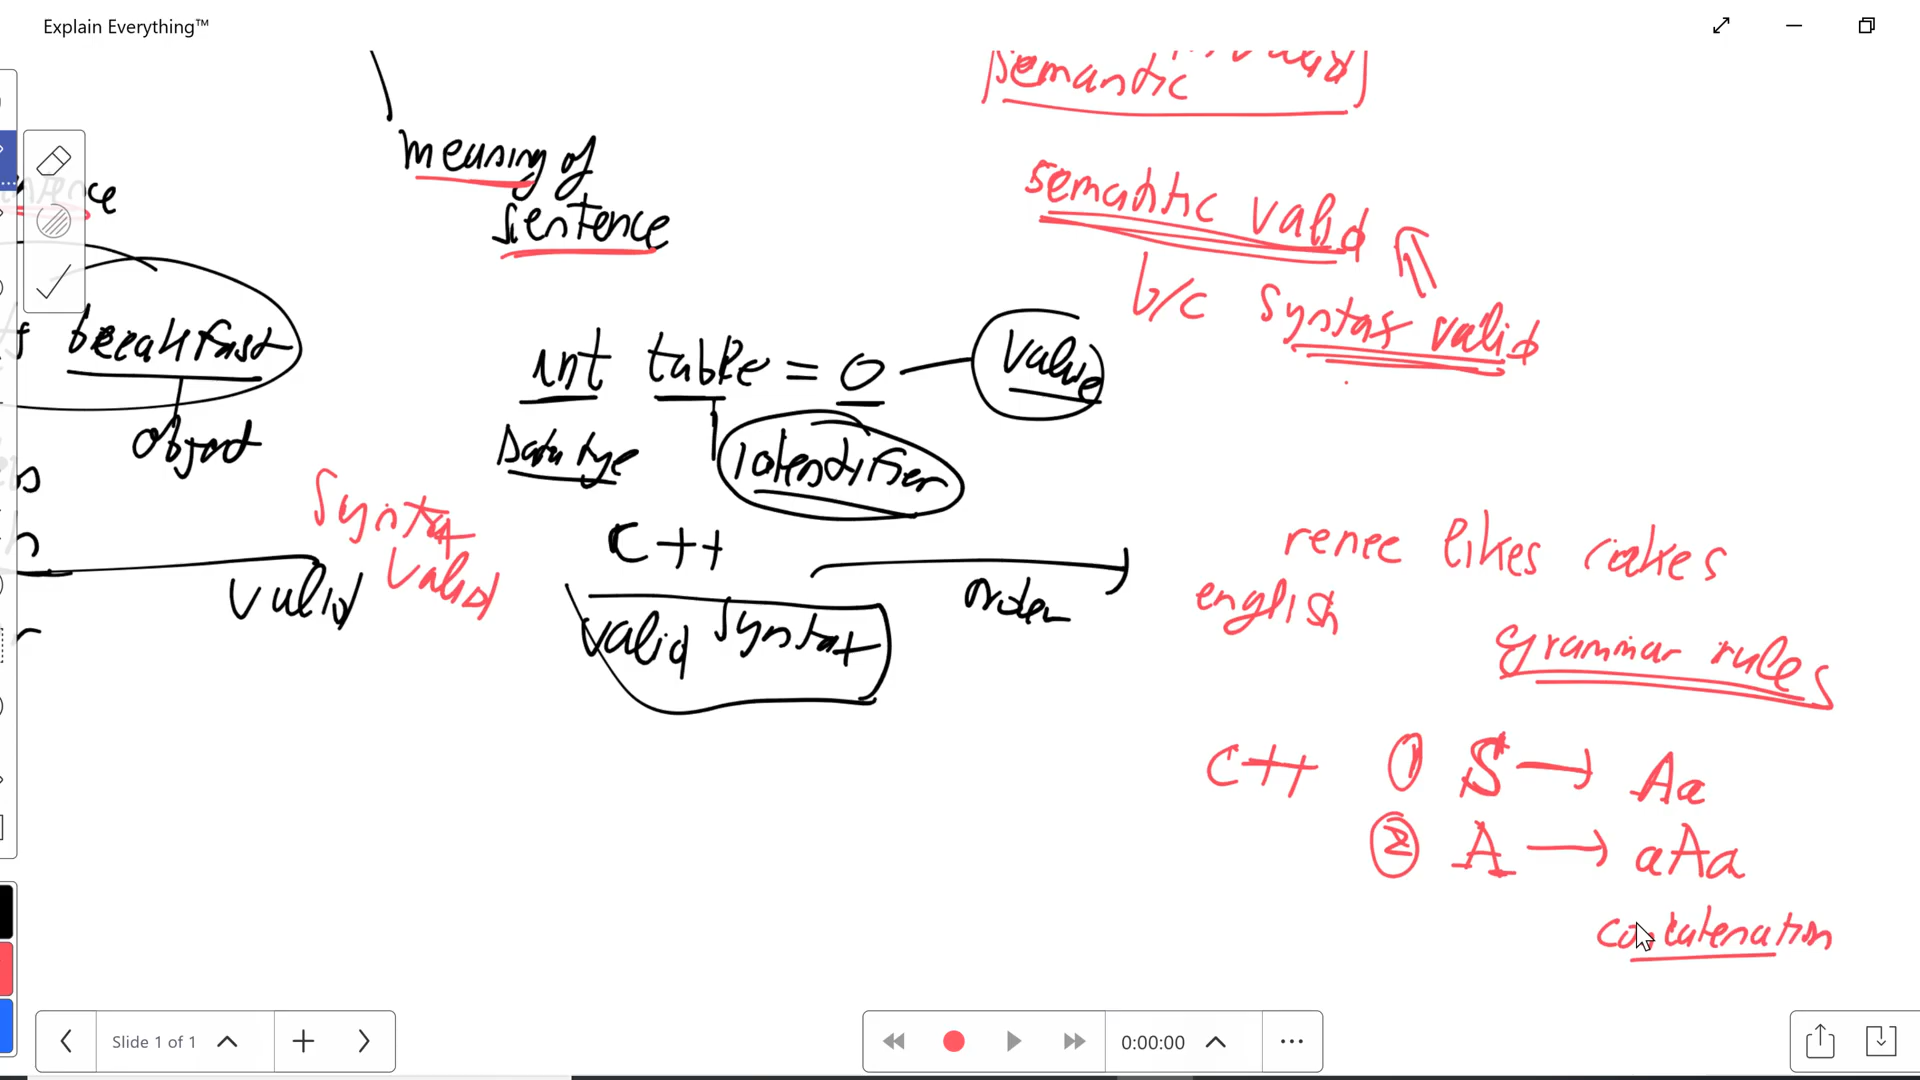 Explain Everything™
semantic
meaning of
sentence
semantic valid
b/c syntax valid
breakfast
object
int table = 0
value
Data type
identifier
syntax
valid
valid
C++
valid syntax
order
renee likes cakes
english
grammar rules
C++ ① S → Aa
② A → aAa
concatenation
Slide 1 of 1
0:00:00